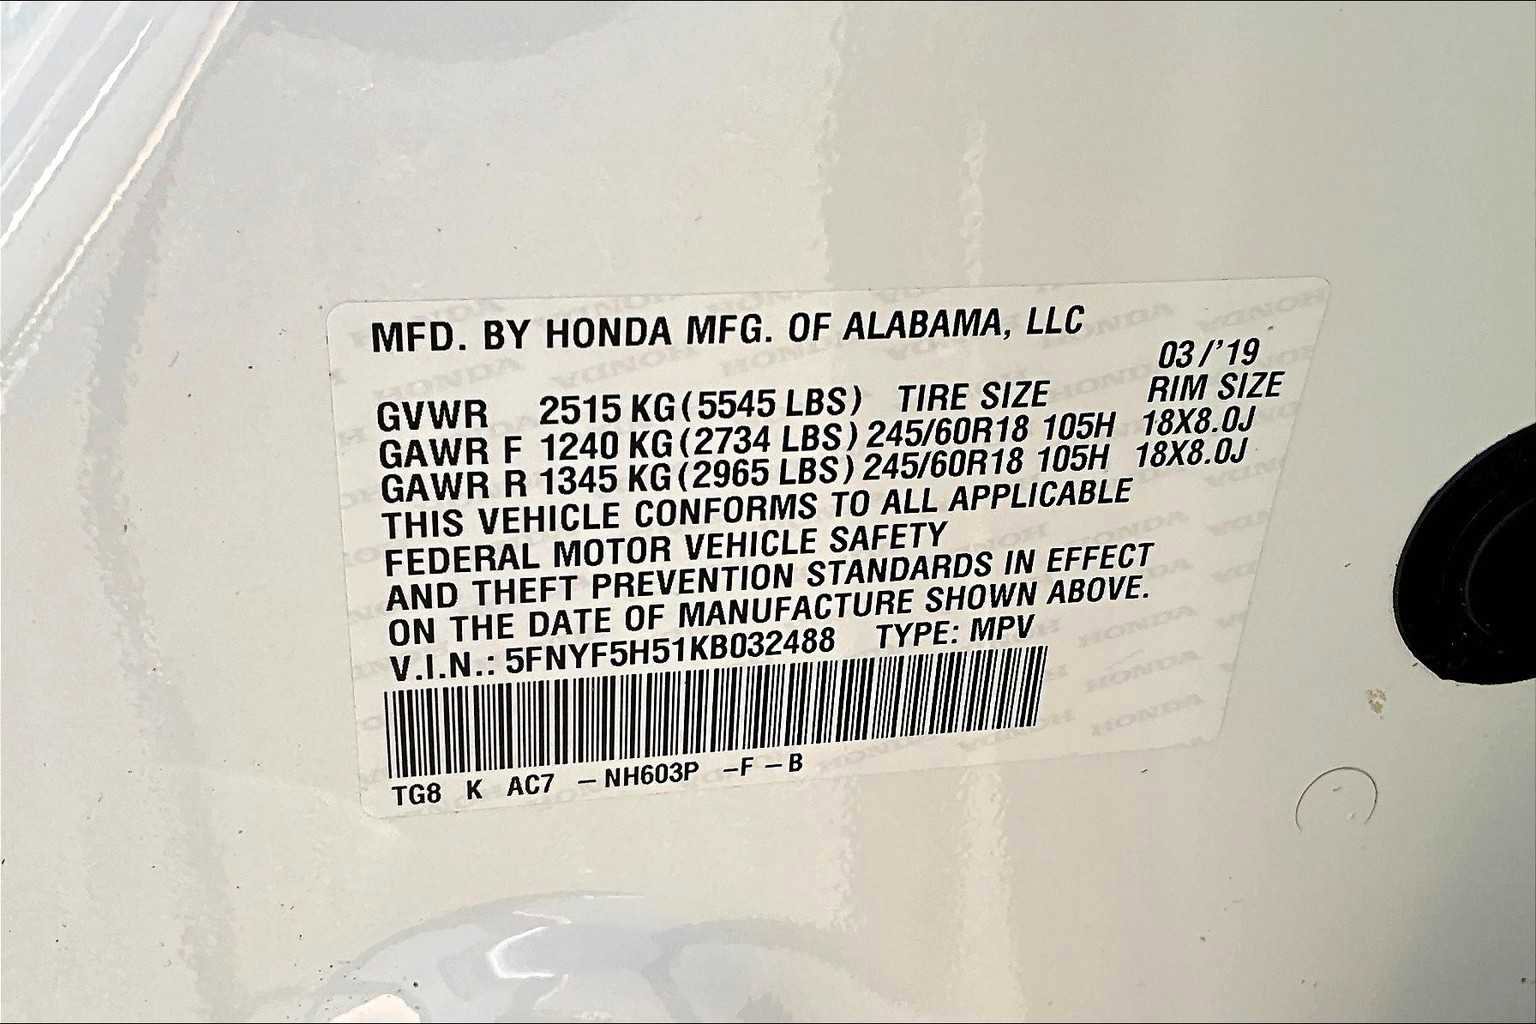 MFD. BY HONDA MFG. OF ALABAMA, LLC
03/'19
GVWR 2515 KG (5545 LBS) TIRE SIZE RIM SIZE
GAWR F 1240 KG (2734 LBS) 245/60R18 105H 18X8.0J
GAWR R 1345 KG (2965 LBS) 245/60R18 105H 18X8.0J
THIS VEHICLE CONFORMS TO ALL APPLICABLE
FEDERAL MOTOR VEHICLE SAFETY
AND THEFT PREVENTION STANDARDS IN EFFECT
ON THE DATE OF MANUFACTURE SHOWN ABOVE.
V.I.N.: 5FNYF5H51KB032488 TYPE: MPV
TG8 K AC7 – NH603P –F – B